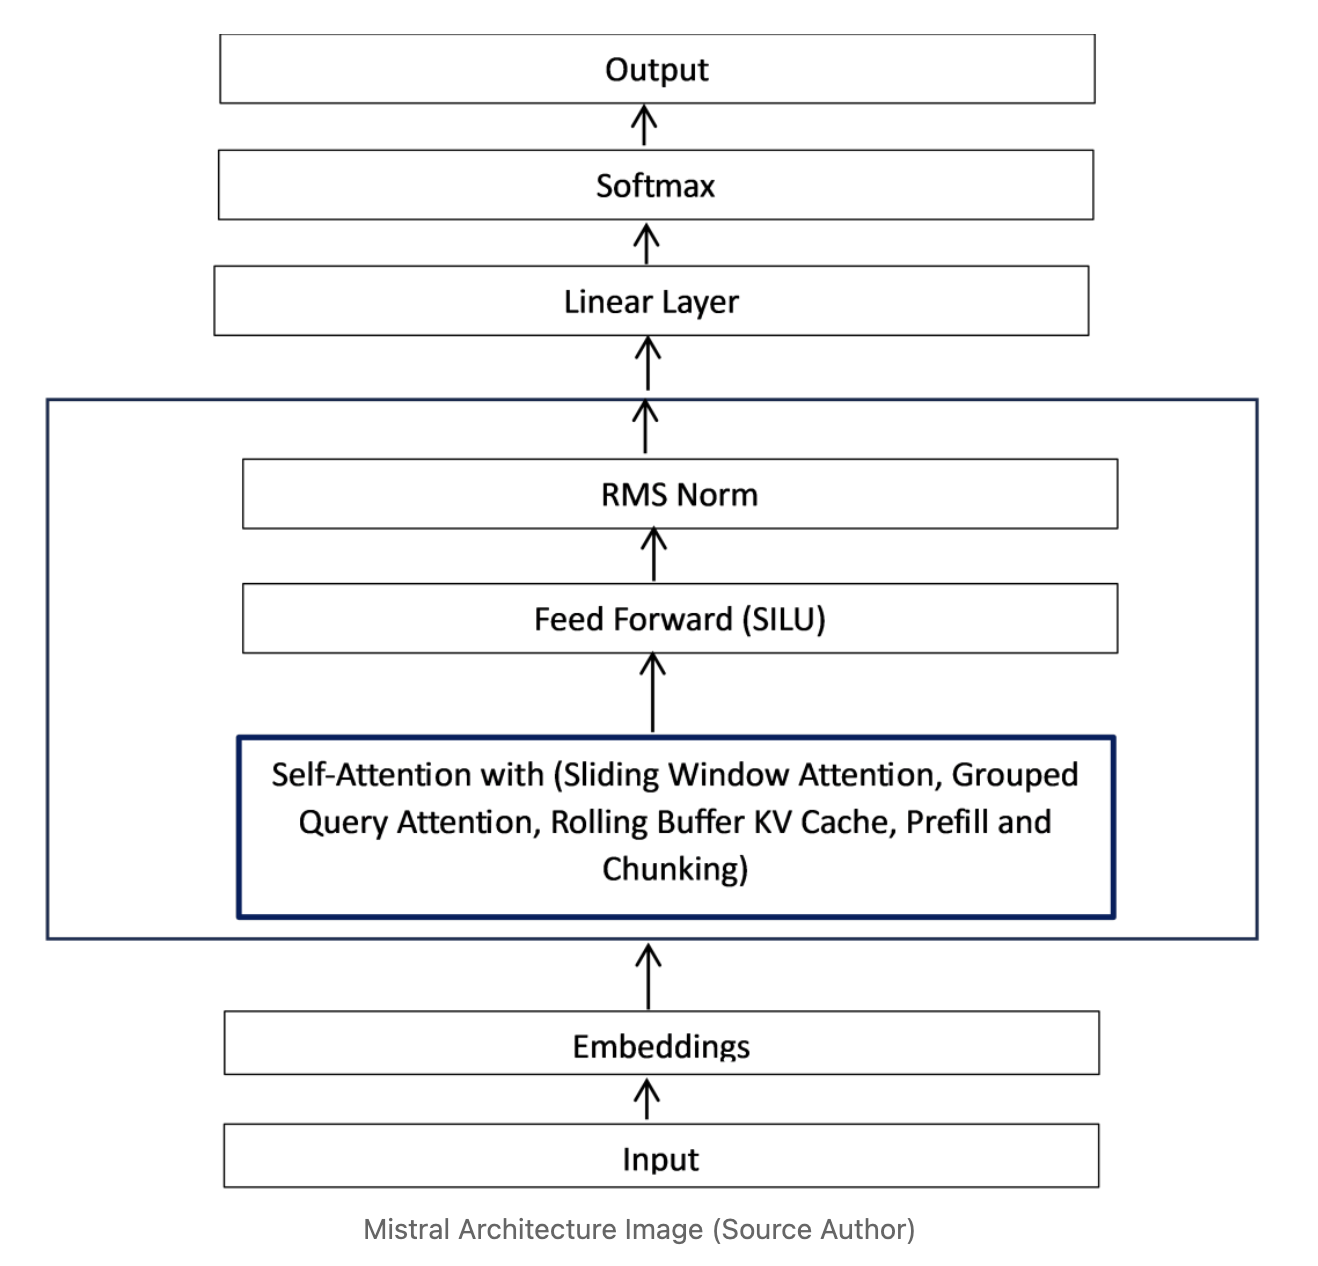 Output
Softmax
Linear Layer
RMS Norm
Feed Forward (SILU)
Self-Attention with (Sliding Window Attention, Grouped
Query Attention, Rolling Buffer KV Cache, Prefill and
Chunking)
Embeddings
Input
Mistral Architecture Image (Source Author)